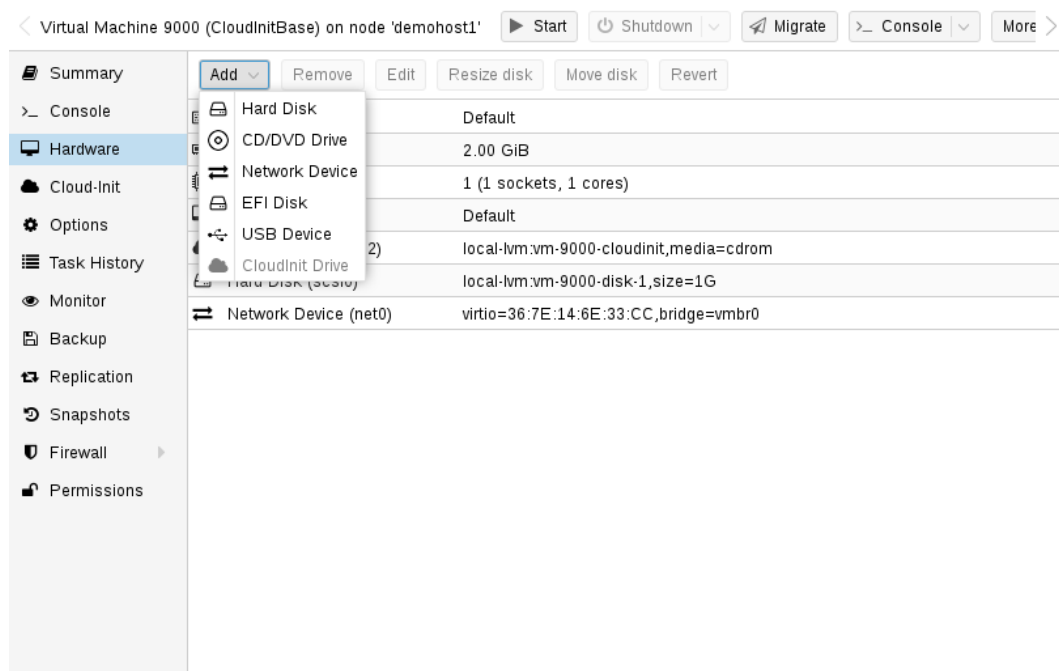 Virtual Machine 9000 (CloudInitBase) on node 'demohost1' Start Shutdown Migrate >_ Console More
Summary
>_ Console
Hardware
Cloud-Init
Options
Task History
Monitor
Backup
Replication
Snapshots
Firewall
Permissions
Add Remove Edit Resize disk Move disk Revert
Hard Disk
CD/DVD Drive
Network Device
EFI Disk
USB Device
CloudInit Drive
Default
2.00 GiB
1 (1 sockets, 1 cores)
Default
2) local-lvm:vm-9000-cloudinit,media=cdrom
Hard Disk (scsi0) local-lvm:vm-9000-disk-1,size=1G
Network Device (net0) virtio=36:7E:14:6E:33:CC,bridge=vmbr0